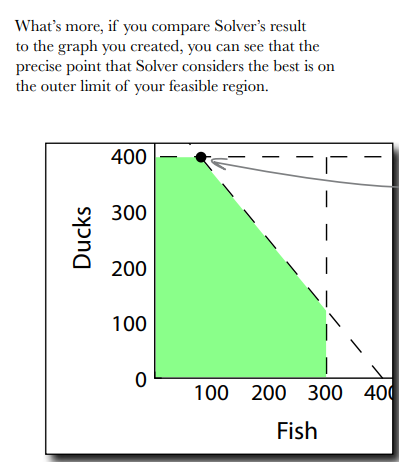 What's more, if you compare Solver's result
to the graph you created, you can see that the
precise point that Solver considers the best is on
the outer limit of your feasible region.
400
300
200
100
0
Ducks
100 200 300 400
Fish